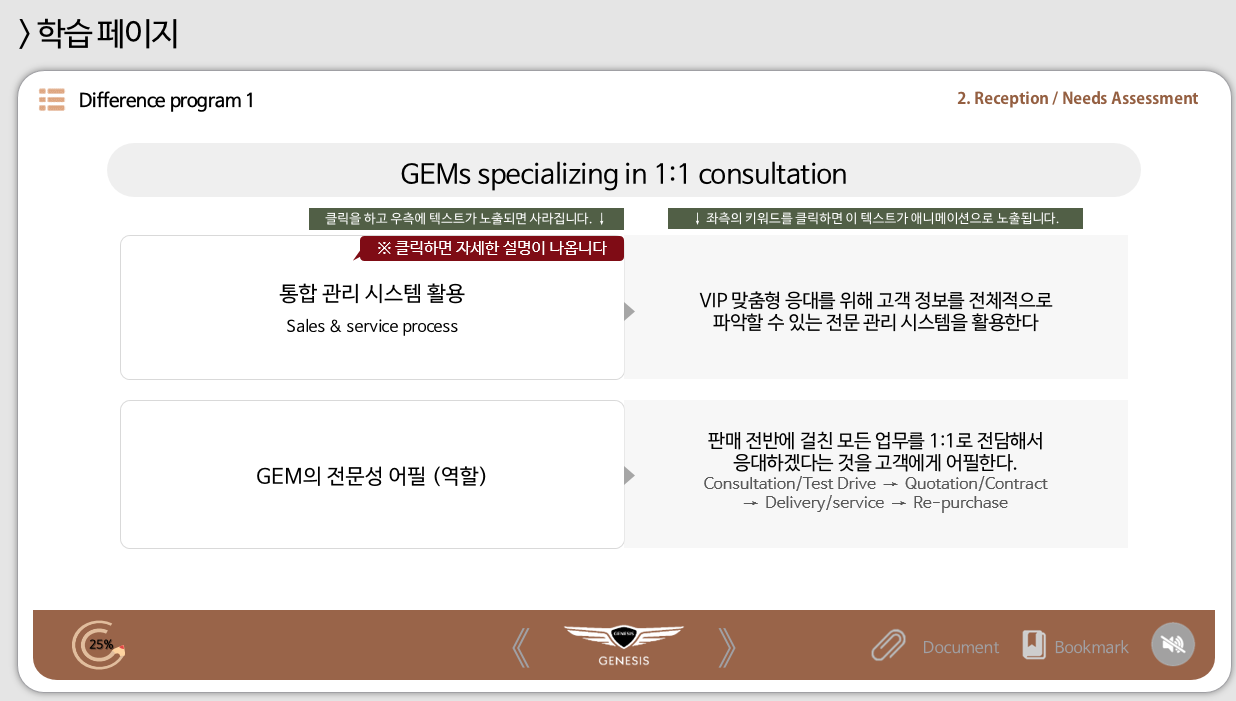 〉학습 페이지
Difference program 1
2. Reception / Needs Assessment
GEMs specializing in 1:1 consultation
클릭을 하고 우측에 텍스트가 노출되면 사라집니다. ↓
↓ 좌측의 키워드를 클릭하면 이 텍스트가 애니메이션으로 노출됩니다.
※ 클릭하면 자세한 설명이 나옵니다
통합 관리 시스템 활용
Sales & service process
VIP 맞춤형 응대를 위해 고객 정보를 전체적으로
파악할 수 있는 전문 관리 시스템을 활용한다
GEM의 전문성 어필 (역할)
판매 전반에 걸친 모든 업무를 1:1로 전담해서
응대하겠다는 것을 고객에게 어필한다.
Consultation/Test Drive → Quotation/Contract
→ Delivery/service → Re-purchase
25%
GENESIS
GENESIS
Document
Bookmark